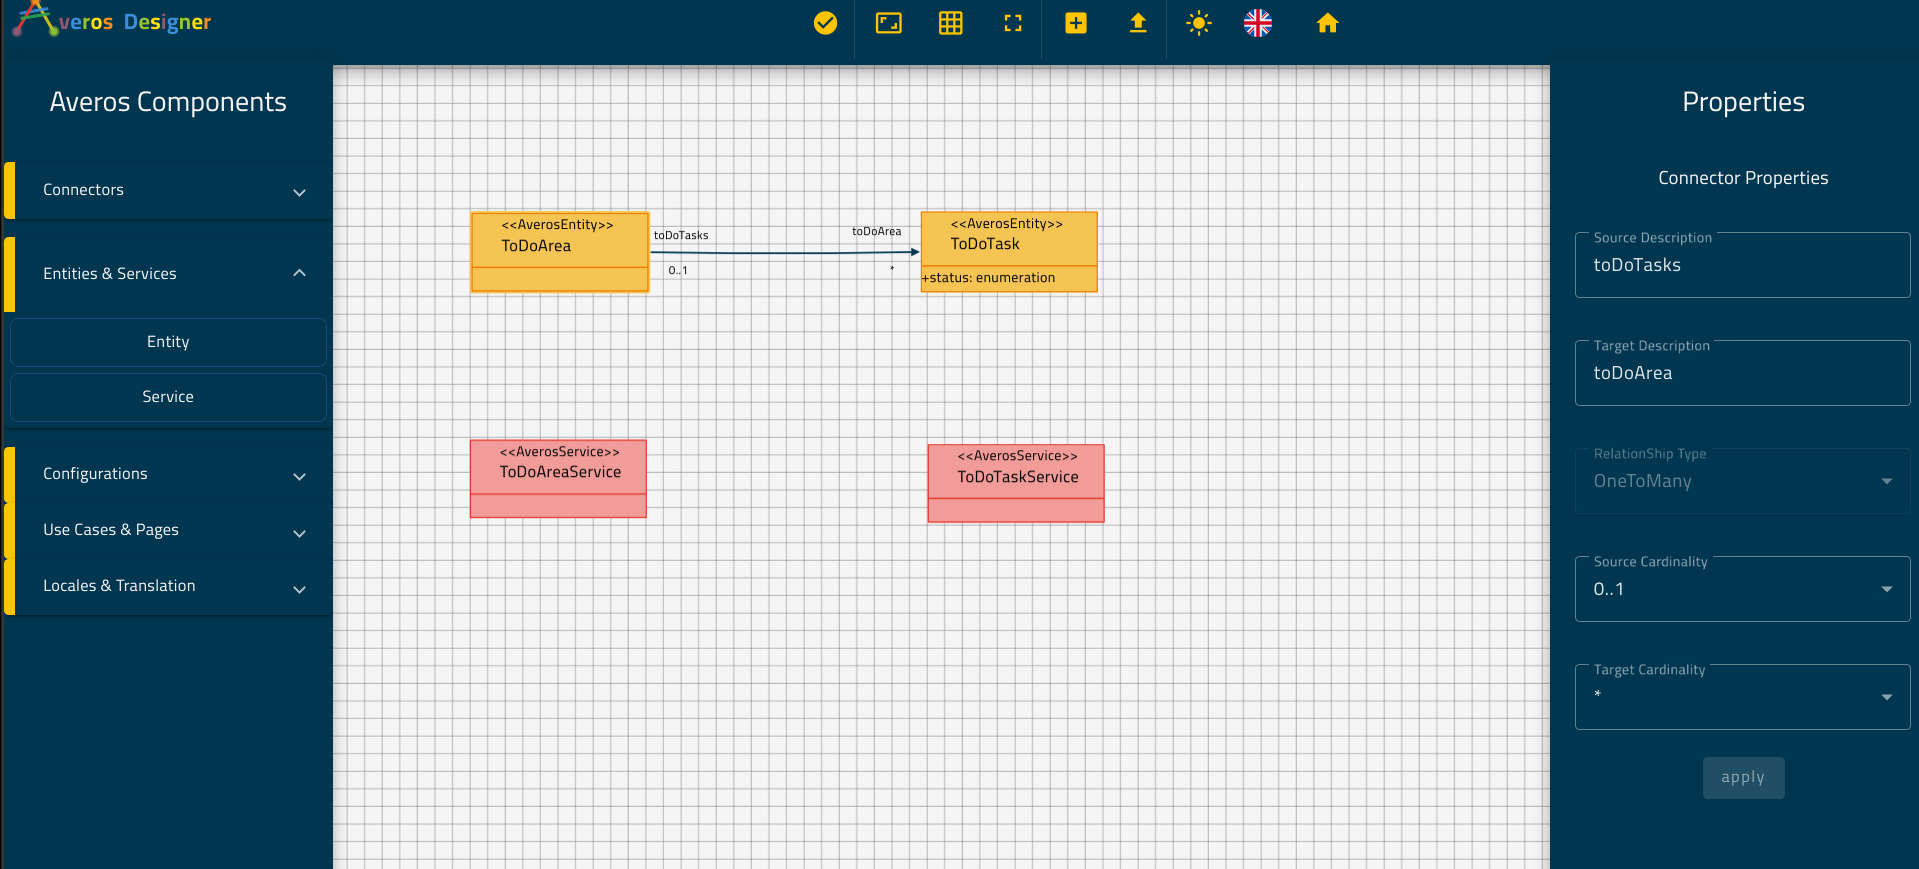 Averos Designer
Averos Components
Connectors
Entities & Services
Entity
Service
Configurations
Use Cases & Pages
Locales & Translation
<<AverosEntity>>
ToDoArea
toDoTasks
0..1
toDoArea
*
<<AverosEntity>>
ToDoTask
+status: enumeration
<<AverosService>>
ToDoAreaService
<<AverosService>>
ToDoTaskService
Properties
Connector Properties
Source Description
toDoTasks
Target Description
toDoArea
RelationShip Type
OneToMany
Source Cardinality
0..1
Target Cardinality
*
apply